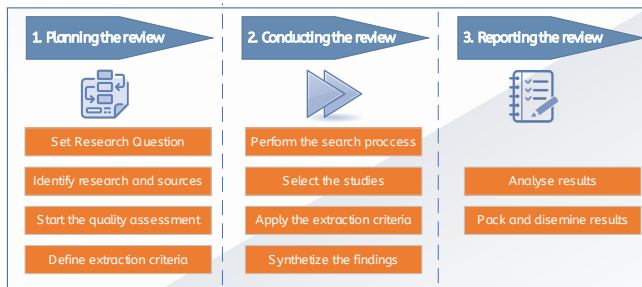 1. Planning the review
Set Research Question
Identify research and sources
Start the quality assessment
Define extraction criteria
2. Conducting the review
Perform the search proccess
Select the studies
Apply the extraction criteria
Synthetize the findings
3. Reporting the review
Analyse results
Pack and disemine results